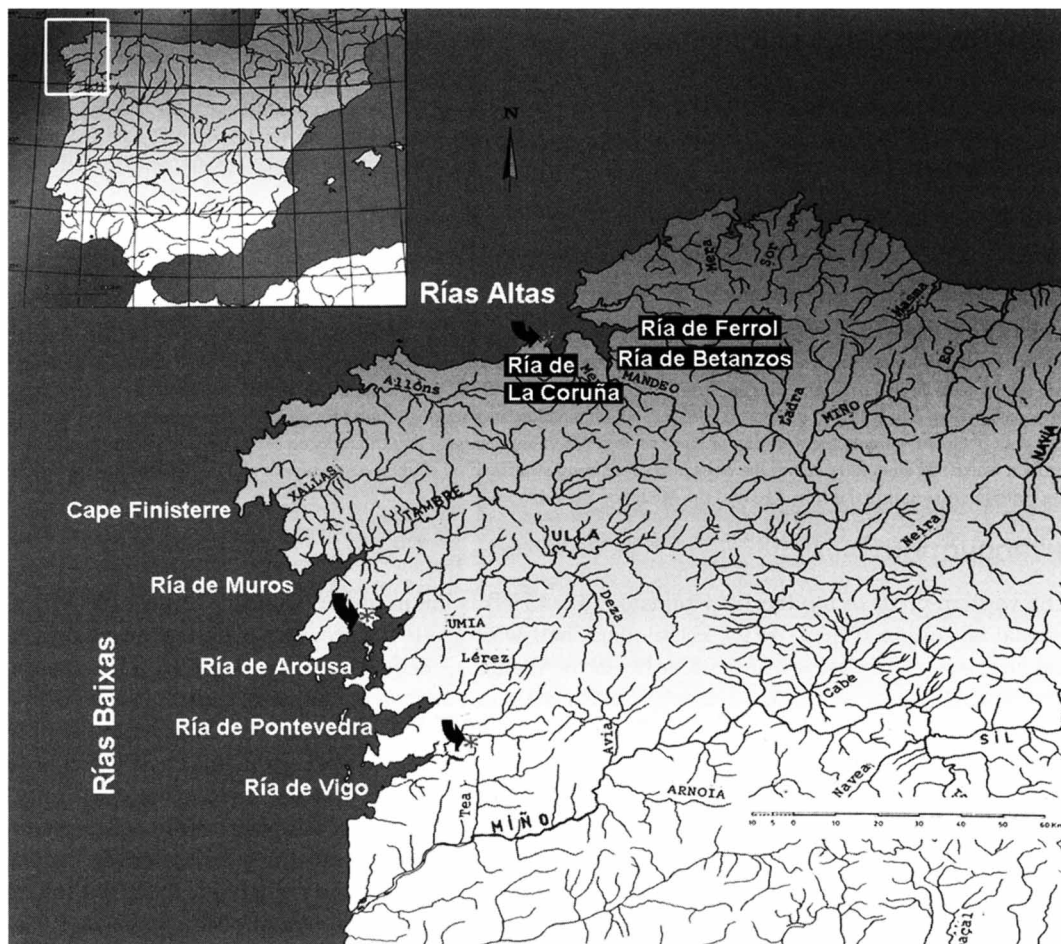 N
Rías Altas
Mera
Sor
Masma
Ría de Ferrol
Ría de Betanzos
EO
Ría de
La Coruña
MANDEO
Allóns
Ladra
MIÑO
NAVIA
XALLAS
TAMBRE
Cape Finisterre
ULLA
Neira
Ría de Muros
Deza
UMIA
Lérez
Ría de Arousa
Cabe
Rías Baixas
Ría de Pontevedra
Avia
SIL
Navea
Ría de Vigo
Tea
ARNOIA
MIÑO
10 5 0 10 20 30 40 50 60 Km